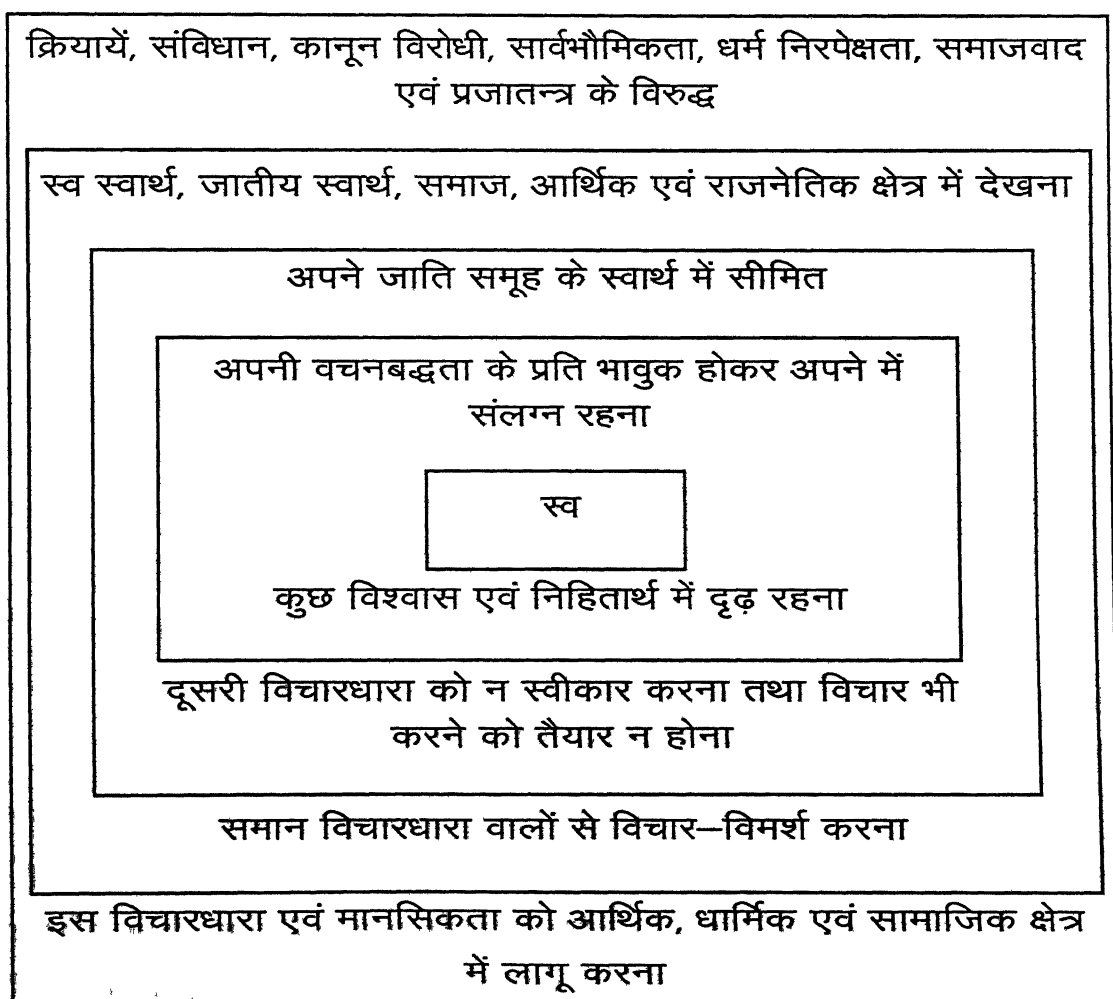 क्रियायें, संविधान, कानून विरोधी, सार्वभौमिकता, धर्म निरपेक्षता, समाजवाद
एवं प्रजातन्त्र के विरुद्ध
स्व स्वार्थ, जातीय स्वार्थ, समाज, आर्थिक एवं राजनेतिक क्षेत्र में देखना
अपने जाति समूह के स्वार्थ में सीमित
अपनी वचनबद्धता के प्रति भावुक होकर अपने में
संलग्न रहना
स्व
कुछ विश्वास एवं निहितार्थ में दृढ़ रहना
दूसरी विचारधारा को न स्वीकार करना तथा विचार भी
करने को तैयार न होना
समान विचारधारा वालों से विचार–विमर्श करना
इस विचारधारा एवं मानसिकता को आर्थिक, धार्मिक एवं सामाजिक क्षेत्र
में लागू करना